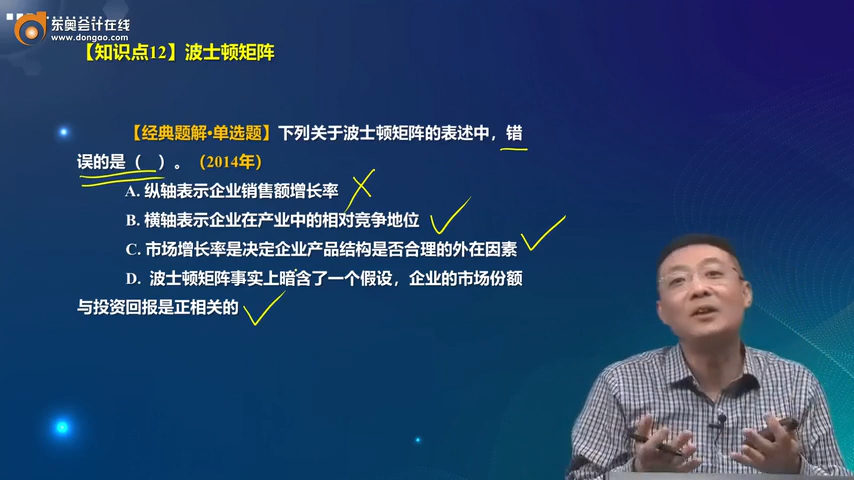 东奥会计在线
www.dongao.com
【知识点12】波士顿矩阵
【经典题解•单选题】下列关于波士顿矩阵的表述中，错
误的是（ ）。（2014年）
A. 纵轴表示企业销售额增长率
B. 横轴表示企业在产业中的相对竞争地位
C. 市场增长率是决定企业产品结构是否合理的外在因素
D. 波士顿矩阵事实上暗含了一个假设，企业的市场份额
与投资回报是正相关的